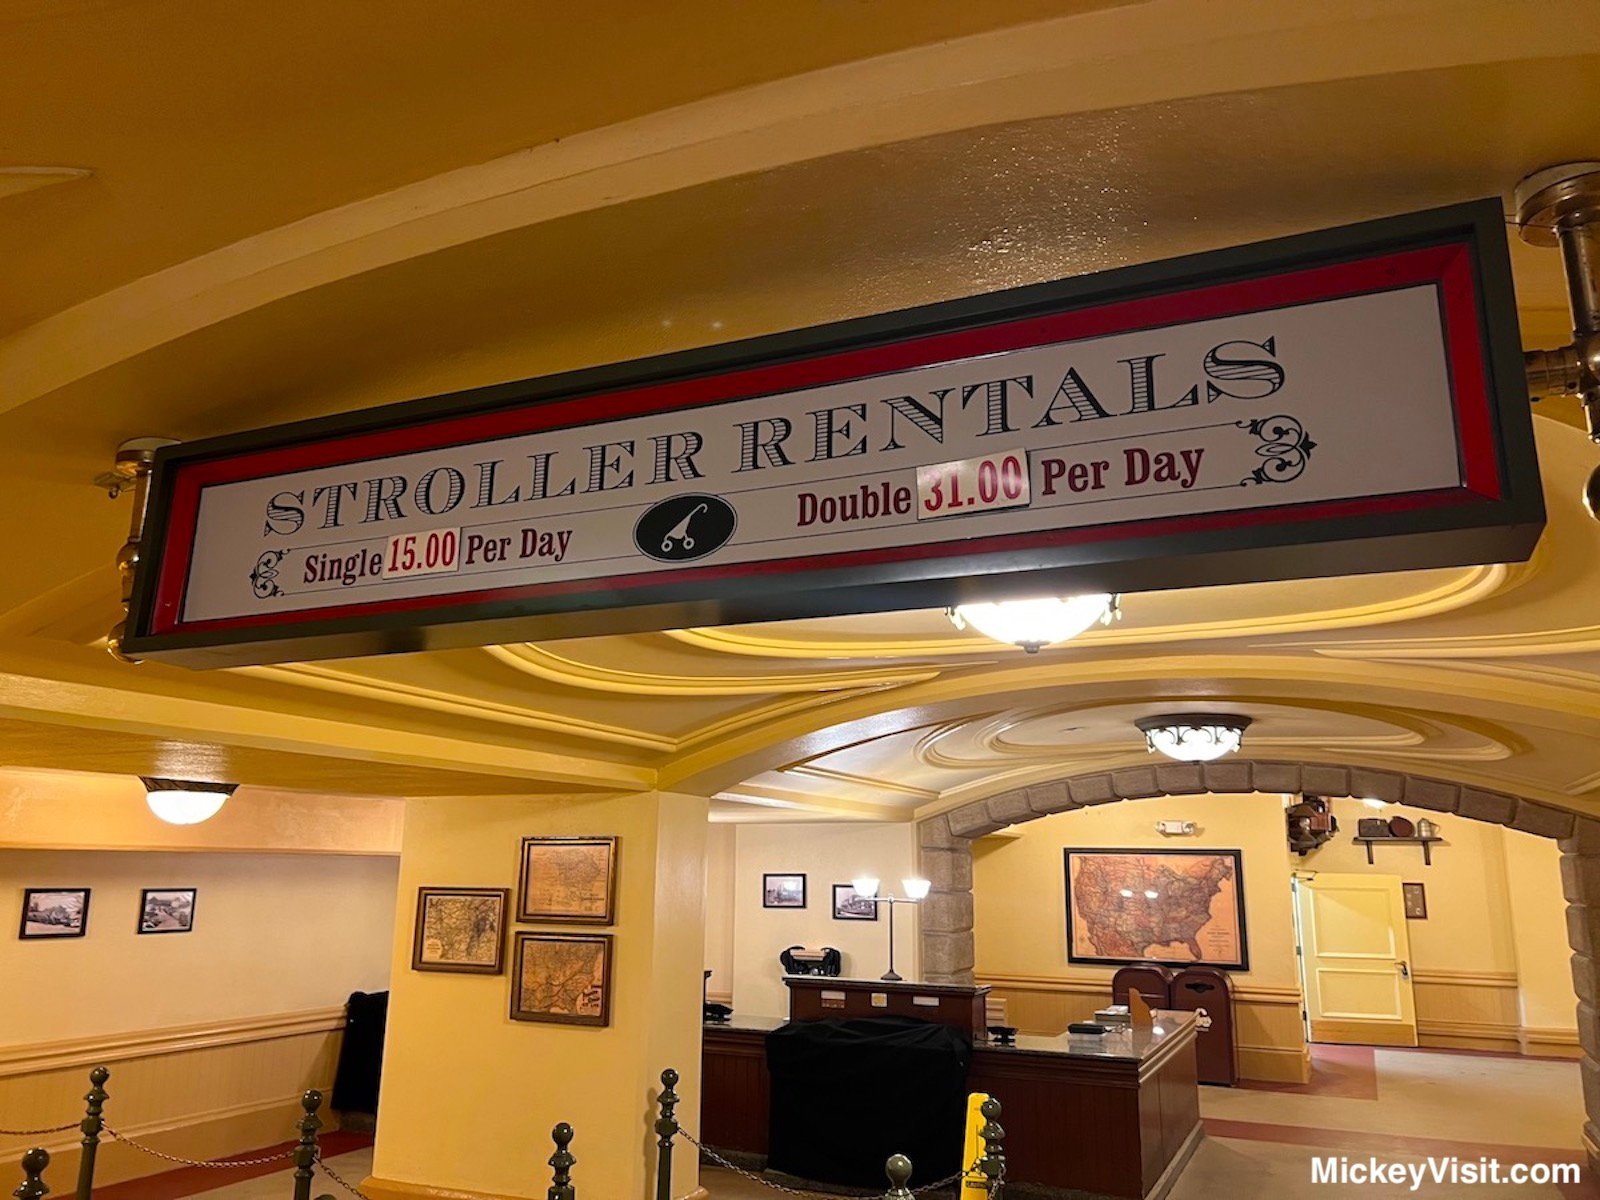 STROLLER RENTALS
Single 15.00 Per Day
Double 31.00 Per Day
MickeyVisit.com